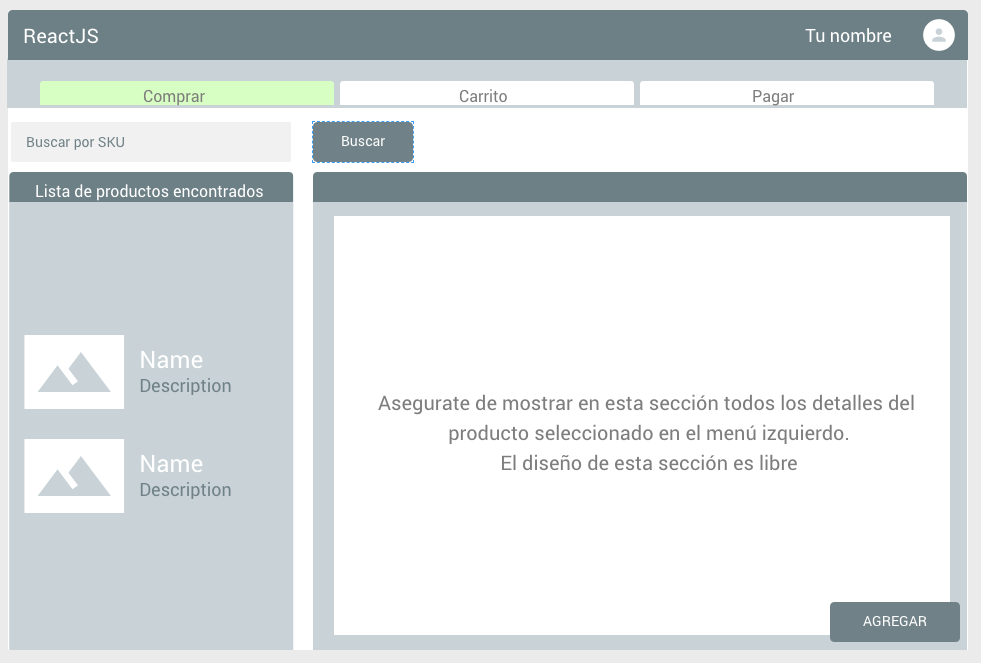 ReactJS
Tu nombre
Comprar
Carrito
Pagar
Buscar por SKU
Buscar
Lista de productos encontrados
Name
Description
Name
Description
Asegurate de mostrar en esta sección todos los detalles del
producto seleccionado en el menú izquierdo.
El diseño de esta sección es libre
AGREGAR